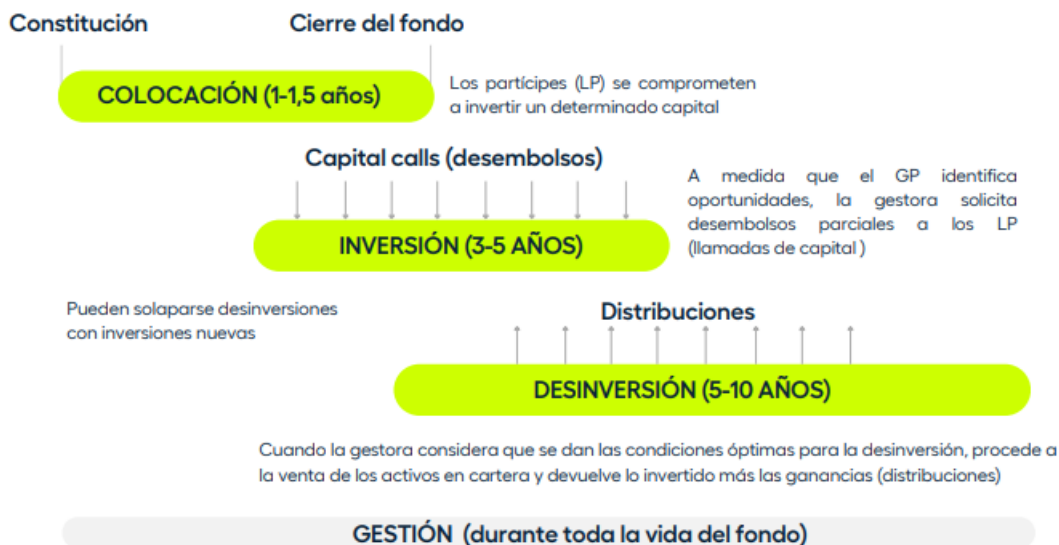 Constitución
Cierre del fondo
COLOCACIÓN (1-1,5 años)
Los partícipes (LP) se comprometen
a invertir un determinado capital
Capital calls (desembolsos)
A medida que el GP identifica
oportunidades, la gestora solicita
desembolsos parciales a los LP
(llamadas de capital )
INVERSIÓN (3-5 AÑOS)
Pueden solaparse desinversiones
con inversiones nuevas
Distribuciones
DESINVERSIÓN (5-10 AÑOS)
Cuando la gestora considera que se dan las condiciones óptimas para la desinversión, procede a
la venta de los activos en cartera y devuelve lo invertido más las ganancias (distribuciones)
GESTIÓN (durante toda la vida del fondo)